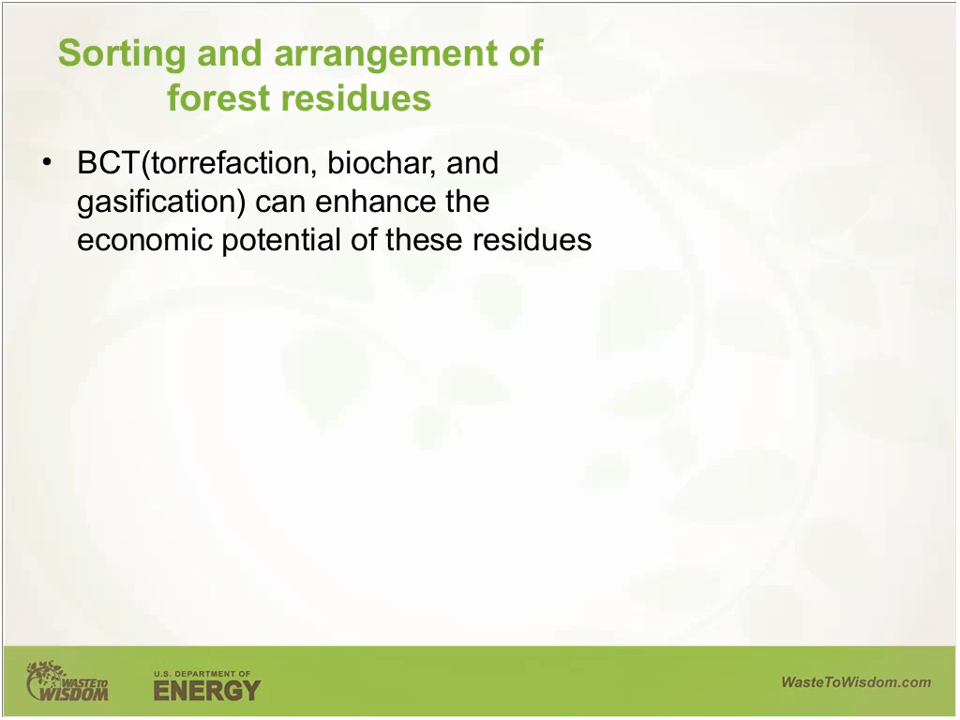 Sorting and arrangement of
forest residues
• BCT(torrefaction, biochar, and
gasification) can enhance the
economic potential of these residues
WASTE TO
WISDOM
U.S. DEPARTMENT OF
ENERGY
WasteToWisdom.com